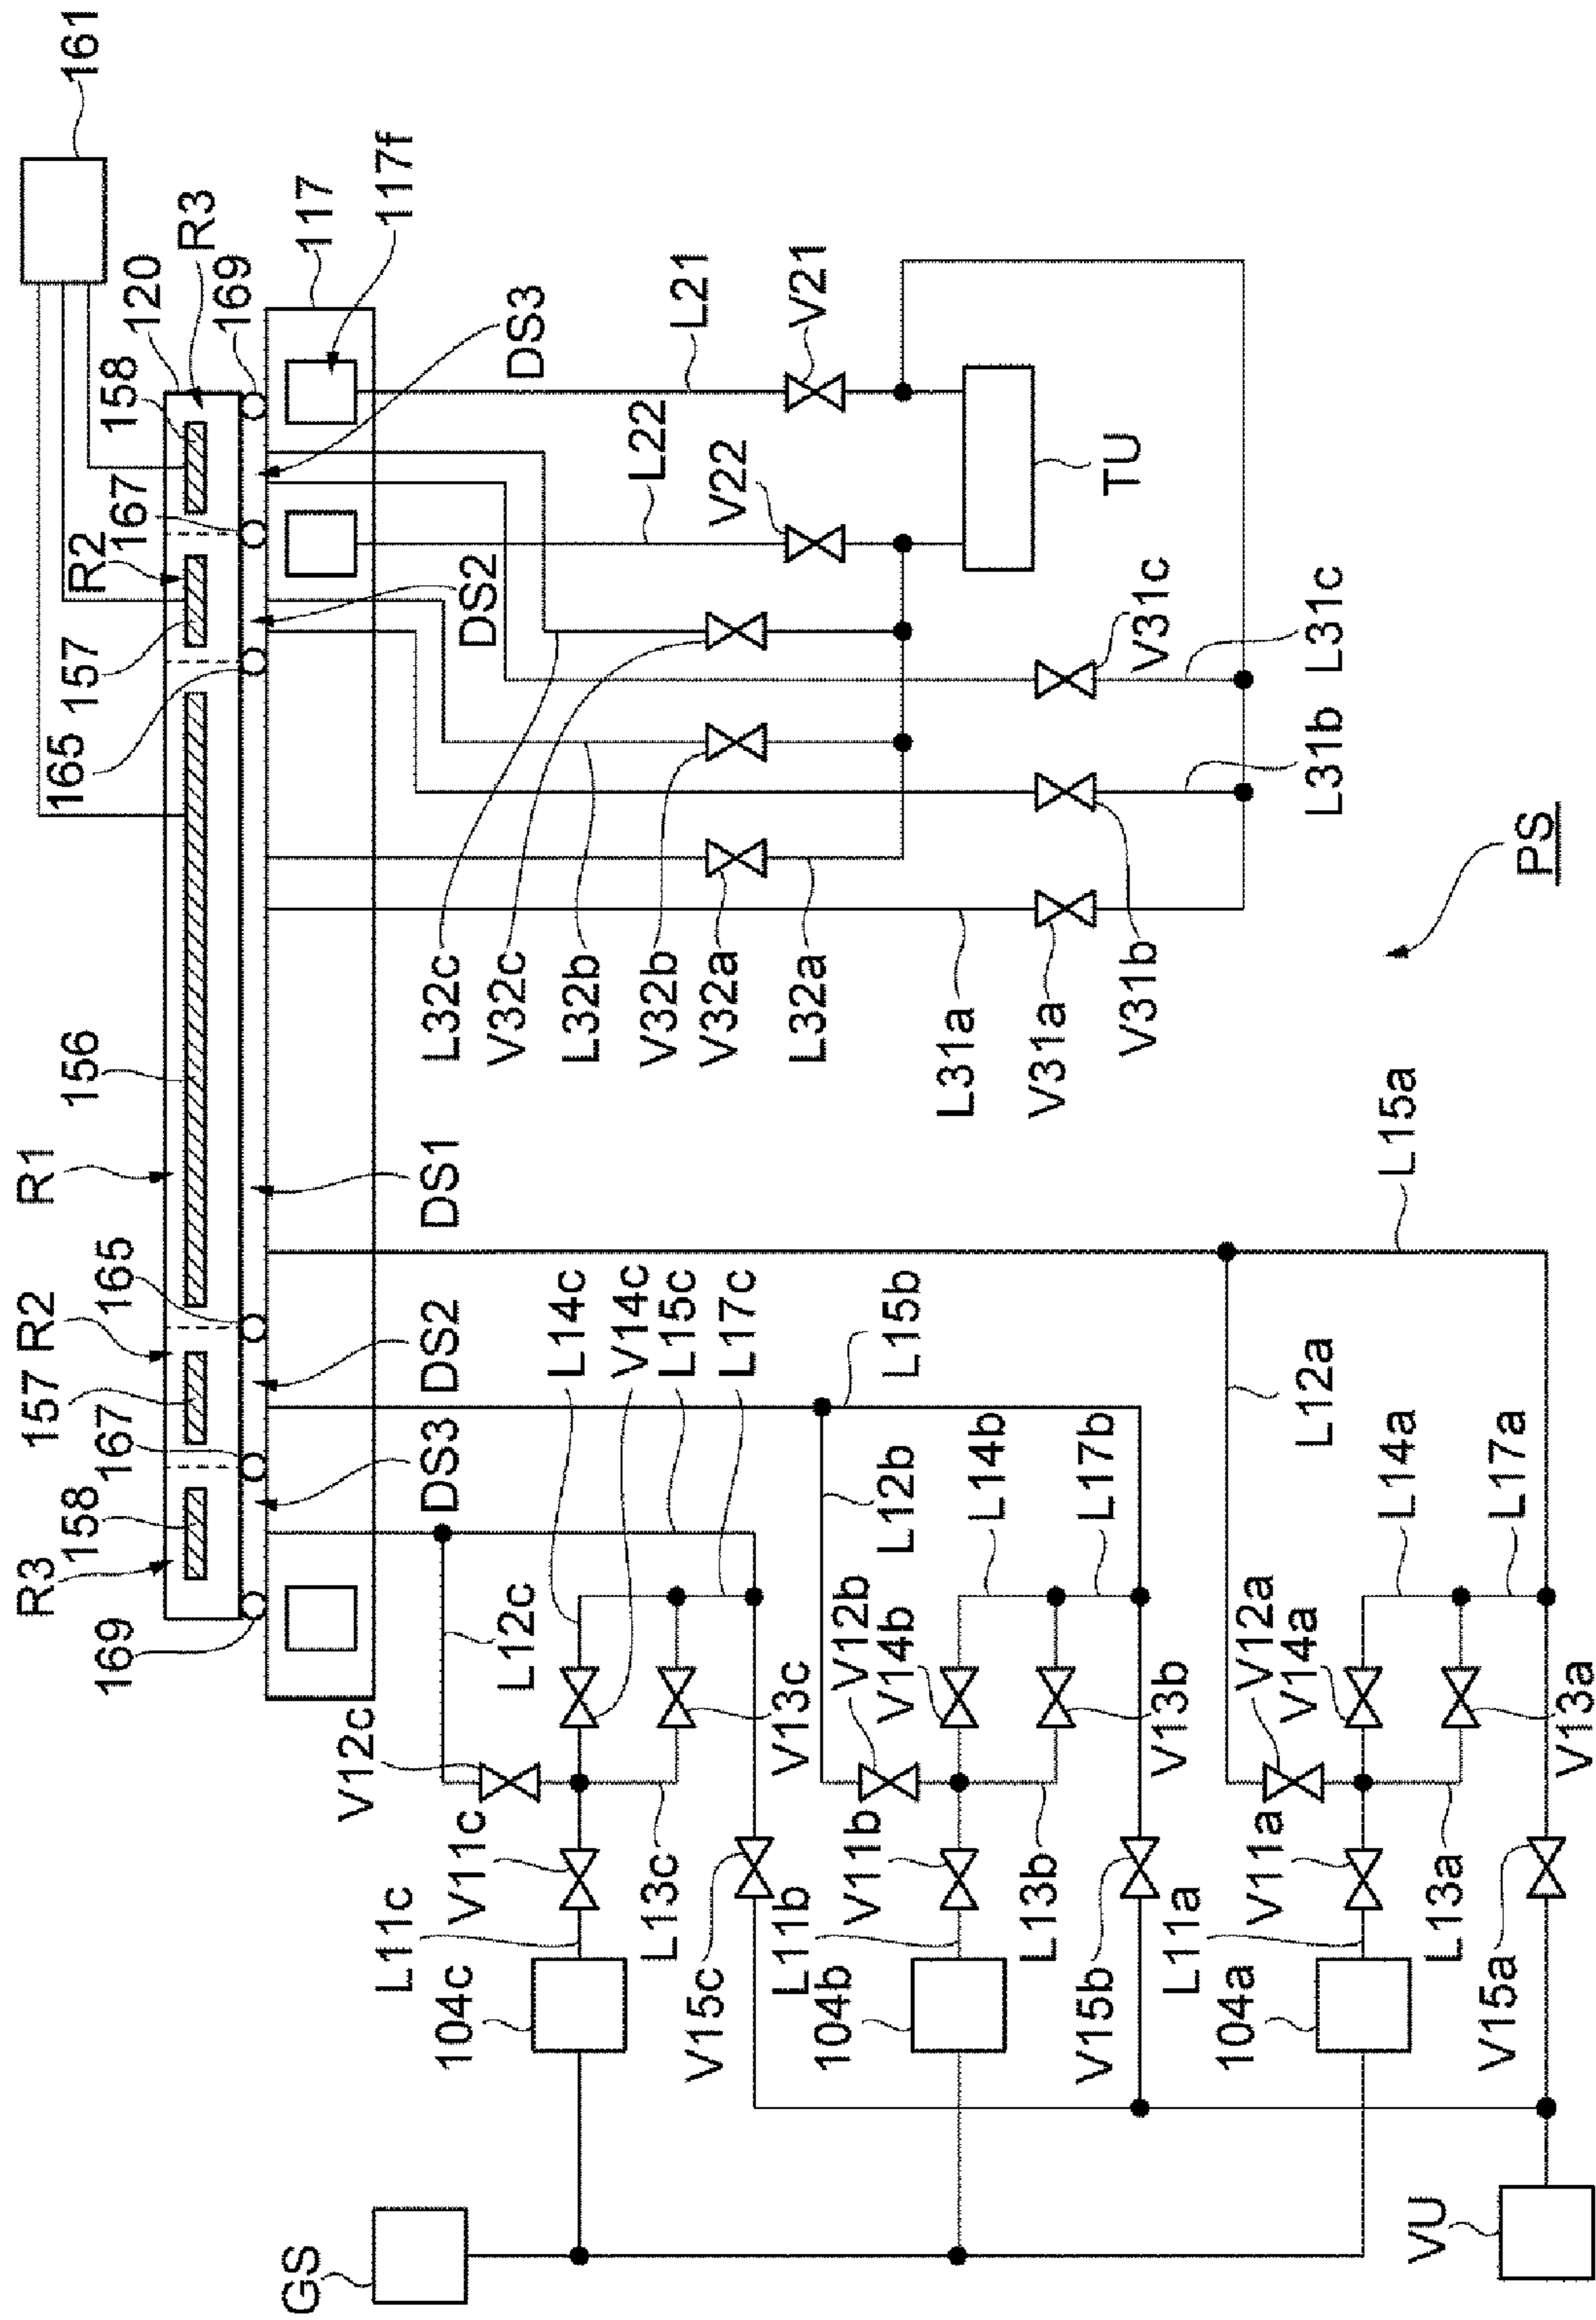 161
R3
120
169
158
167
R2
157
165
156
R1
165
R2
157
167
158
R3
169
117
117f
DS3
DS2
DS1
DS2
DS3
L21
V21
L22
V22
TU
L32c
V32c
L32b
V32b
V32a
L32a
L31a
V31a
V31b
V31c
L31c
L31b
PS
L15a
L14c
V14c
L15c
L17c
L15b
L12c
V12c
V11c
L11c
104c
L13c
V13c
V15c
L12b
L14b
L17b
V12b
V14b
V11b
L11b
104b
L13b
V13b
V15b
L12a
L14a
L17a
V12a
V14a
V11a
L11a
104a
L13a
V13a
V15a
GS
VU